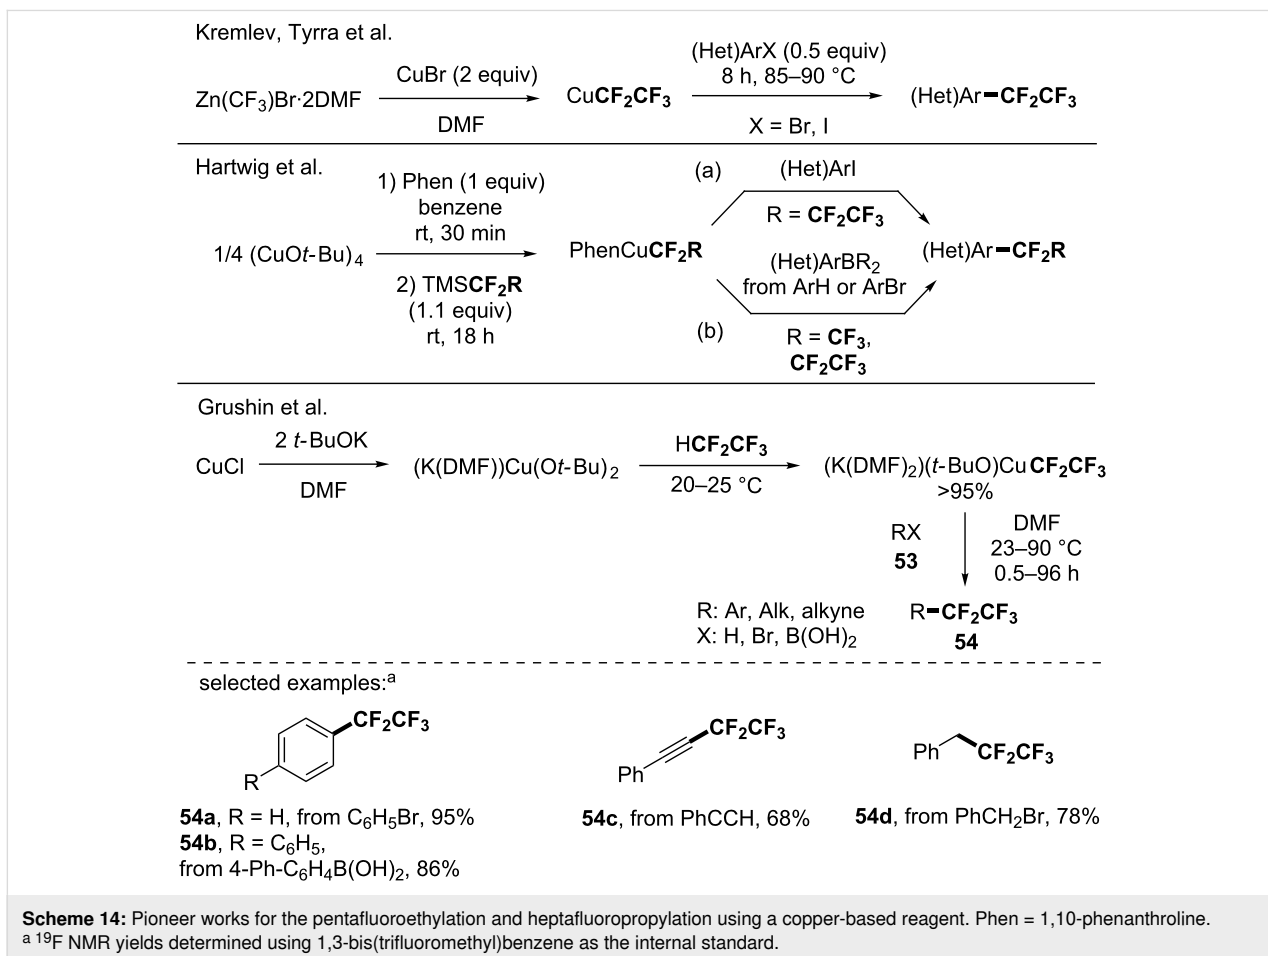 Kremlev, Tyrra et al.
Zn(CF₃)Br·2DMF
CuBr (2 equiv)
DMF
CuCF₂CF₃
(Het)ArX (0.5 equiv)
8 h, 85–90 °C
X = Br, I
(Het)Ar–CF₂CF₃
Hartwig et al.
1/4 (CuOt-Bu)₄
1) Phen (1 equiv)
benzene
rt, 30 min
2) TMSCF₂R
(1.1 equiv)
rt, 18 h
PhenCuCF₂R
(a)
(Het)ArI
R = CF₂CF₃
(Het)ArBR₂
from ArH or ArBr
(b)
R = CF₃,
CF₂CF₃
(Het)Ar–CF₂R
Grushin et al.
CuCl
2 t-BuOK
DMF
(K(DMF))Cu(Ot-Bu)₂
HCF₂CF₃
20–25 °C
(K(DMF)₂)(t-BuO)CuCF₂CF₃
>95%
RX
53
DMF
23–90 °C
0.5–96 h
R: Ar, Alk, alkyne
X: H, Br, B(OH)₂
R–CF₂CF₃
54
selected examples:ᵃ
CF₂CF₃
R
54a, R = H, from C₆H₅Br, 95%
54b, R = C₆H₅,
from 4-Ph-C₆H₄B(OH)₂, 86%
CF₂CF₃
Ph
54c, from PhCCH, 68%
Ph
CF₂CF₃
54d, from PhCH₂Br, 78%
Scheme 14: Pioneer works for the pentafluoroethylation and heptafluoropropylation using a copper-based reagent. Phen = 1,10-phenanthroline.
ᵃ ¹⁹F NMR yields determined using 1,3-bis(trifluoromethyl)benzene as the internal standard.